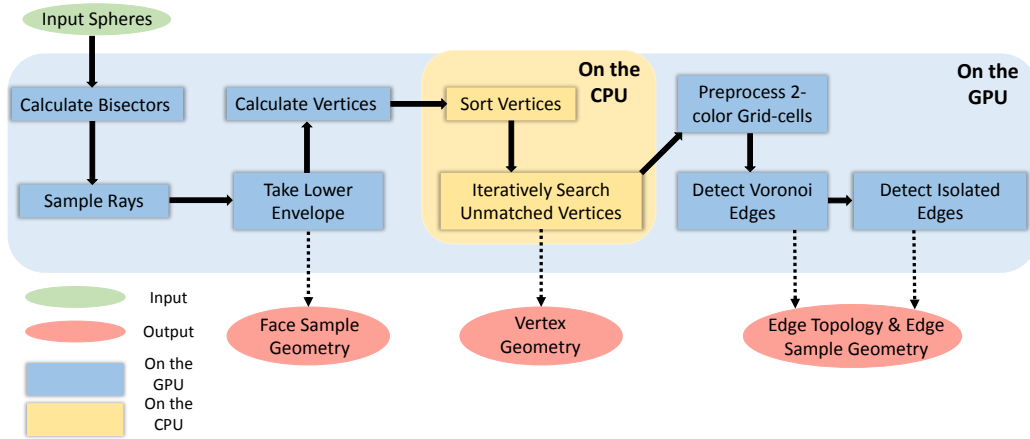 Input Spheres
On the
CPU
On the
GPU
Calculate Bisectors
Calculate Vertices
Sort Vertices
Preprocess 2-
color Grid-cells
Sample Rays
Take Lower
Envelope
Iteratively Search
Unmatched Vertices
Detect Voronoi
Edges
Detect Isolated
Edges
Input
Output
On the
GPU
On the
CPU
Face Sample
Geometry
Vertex
Geometry
Edge Topology & Edge
Sample Geometry